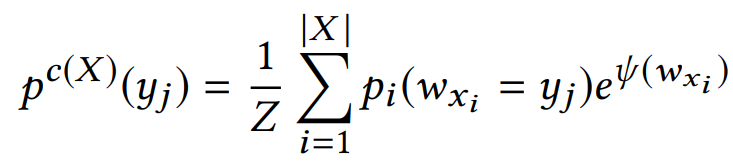 p^{c(X)}(y_j) = \frac{1}{Z} \sum_{i=1}^{|X|} p_i(w_{x_i} = y_j) e^{\psi(w_{x_i})}